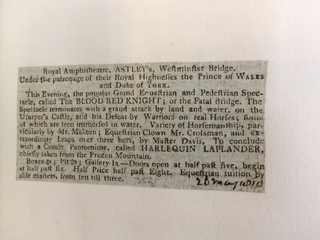 Royal Amphitheatre, ASTLEY's, Westminster Bridge.
Under the patronage of their Royal Highnesses the Prince of WALES
and Duke of YORK.
This Evening, the popular Grand Equestrian and Pedestrian Spec-
tacle, called The BLOOD RED KNIGHT; or the Fatal Bridge. The
Spectacle terminates with a grand attack by land and water, on the
Usurper's Castle, and his Defeat by Warriors on real Horses; some
of which are seen immersed in water. Variety of Horsemanship, par
ticularly by Mr. Makeen; Equestrian Clown Mr. Crossman, and ex-
traordinary Leaps over three bars, by Master Davis. To conclude
with a Comic Pantomime, called HARLEQUIN LAPLANDER,
chiefly taken from the Frozen Mountain.
Boxes 4s; Pit 2s; Gallery 1s.—Doors open at half past five, begin
at half past six. Half Price half past Eight. Equestrian tuition by
able masters, from ten till three.